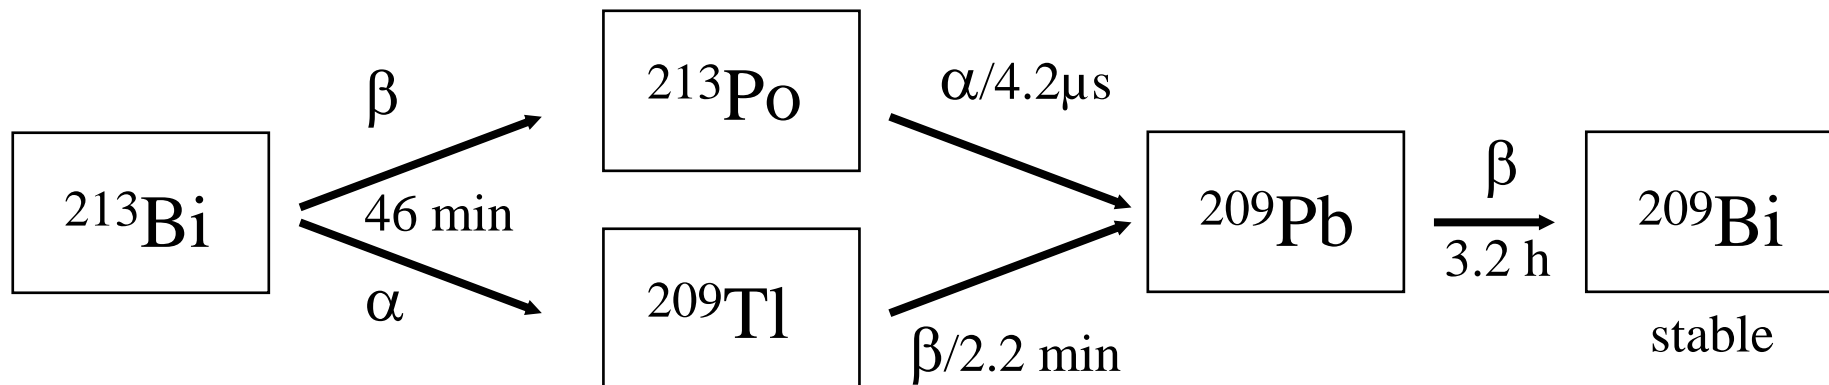 ²¹³Bi
β
46 min
α
²¹³Po
²⁰⁹Tl
α/4.2μs
β/2.2 min
²⁰⁹Pb
β
3.2 h
²⁰⁹Bi
stable